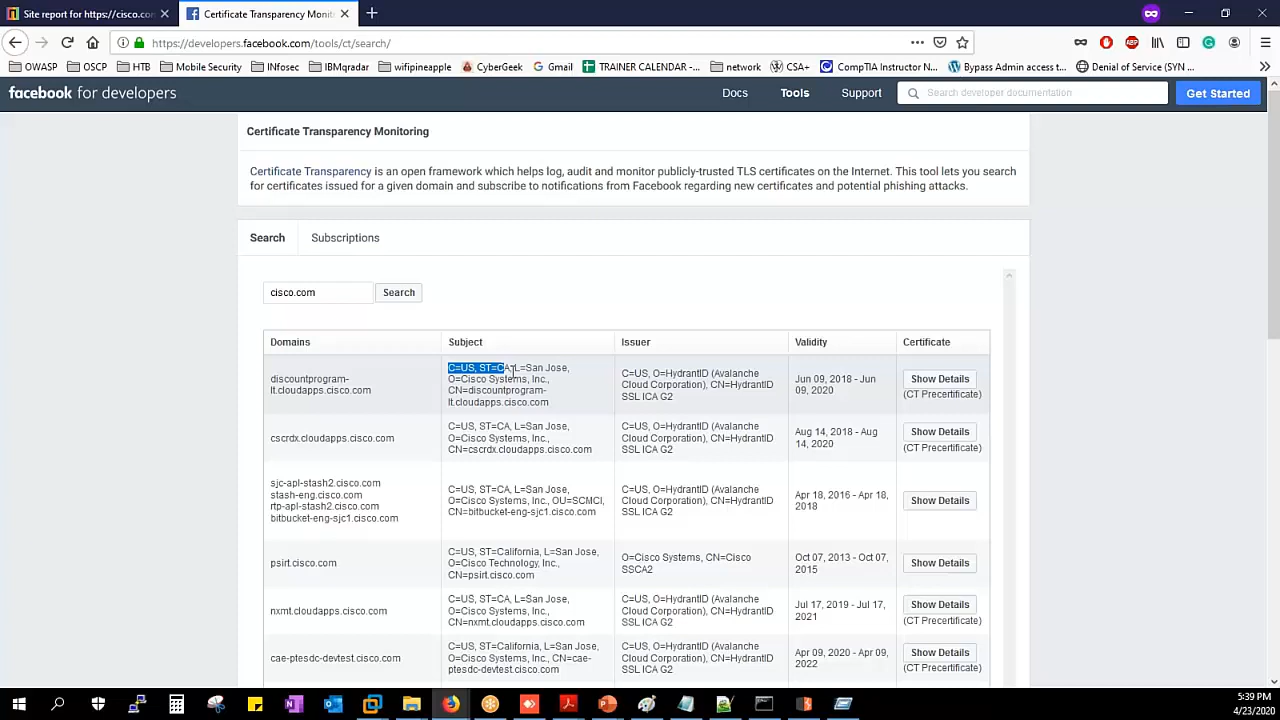 Site report for https://cisco.com
Certificate Transparency Monit
https://developers.facebook.com/tools/ct/search/
OWASP OSCP HTB Mobile Security INfosec IBMqradar wifipineapple CyberGeek Gmail TRAINER CALENDAR -... network CSA+ CompTIA Instructor N... Bypass Admin access t... Denial of Service (SYN ...
facebook for developers
Docs Tools Support Search developer documentation Get Started
Certificate Transparency Monitoring
Certificate Transparency is an open framework which helps log, audit and monitor publicly-trusted TLS certificates on the Internet. This tool lets you search
for certificates issued for a given domain and subscribe to notifications from Facebook regarding new certificates and potential phishing attacks.
Search Subscriptions
cisco.com Search
Domains Subject Issuer Validity Certificate
discountprogram-
lt.cloudapps.cisco.com
C=US, ST=CA, L=San Jose,
O=Cisco Systems, Inc.,
CN=discountprogram-
lt.cloudapps.cisco.com
C=US, O=HydrantID (Avalanche
Cloud Corporation), CN=HydrantID
SSL ICA G2
Jun 09, 2018 - Jun
09, 2020
Show Details
(CT Precertificate)
cscrdx.cloudapps.cisco.com
C=US, ST=CA, L=San Jose,
O=Cisco Systems, Inc.,
CN=cscrdx.cloudapps.cisco.com
C=US, O=HydrantID (Avalanche
Cloud Corporation), CN=HydrantID
SSL ICA G2
Aug 14, 2018 - Aug
14, 2020
Show Details
(CT Precertificate)
sjc-apl-stash2.cisco.com
stash-eng.cisco.com
rtp-apl-stash2.cisco.com
bitbucket-eng-sjc1.cisco.com
C=US, ST=CA, L=San Jose,
O=Cisco Systems, Inc., OU=SCMCI,
CN=bitbucket-eng-sjc1.cisco.com
C=US, O=HydrantID (Avalanche
Cloud Corporation), CN=HydrantID
SSL ICA G2
Apr 18, 2016 - Apr 18,
2018
Show Details
psirt.cisco.com
C=US, ST=California, L=San Jose,
O=Cisco Technology, Inc.,
CN=psirt.cisco.com
O=Cisco Systems, CN=Cisco
SSCA2
Oct 07, 2013 - Oct 07,
2015
Show Details
nxmt.cloudapps.cisco.com
C=US, ST=CA, L=San Jose,
O=Cisco Systems, Inc.,
CN=nxmt.cloudapps.cisco.com
C=US, O=HydrantID (Avalanche
Cloud Corporation), CN=HydrantID
SSL ICA G2
Jul 17, 2019 - Jul 17,
2021
Show Details
(CT Precertificate)
cae-ptesdc-devtest.cisco.com
C=US, ST=California, L=San Jose,
O=Cisco Systems, Inc., CN=cae-
ptesdc-devtest.cisco.com
C=US, O=HydrantID (Avalanche
Cloud Corporation), CN=HydrantID
SSL ICA G2
Apr 09, 2020 - Apr 09,
2022
Show Details
(CT Precertificate)
5:39 PM
4/23/2020